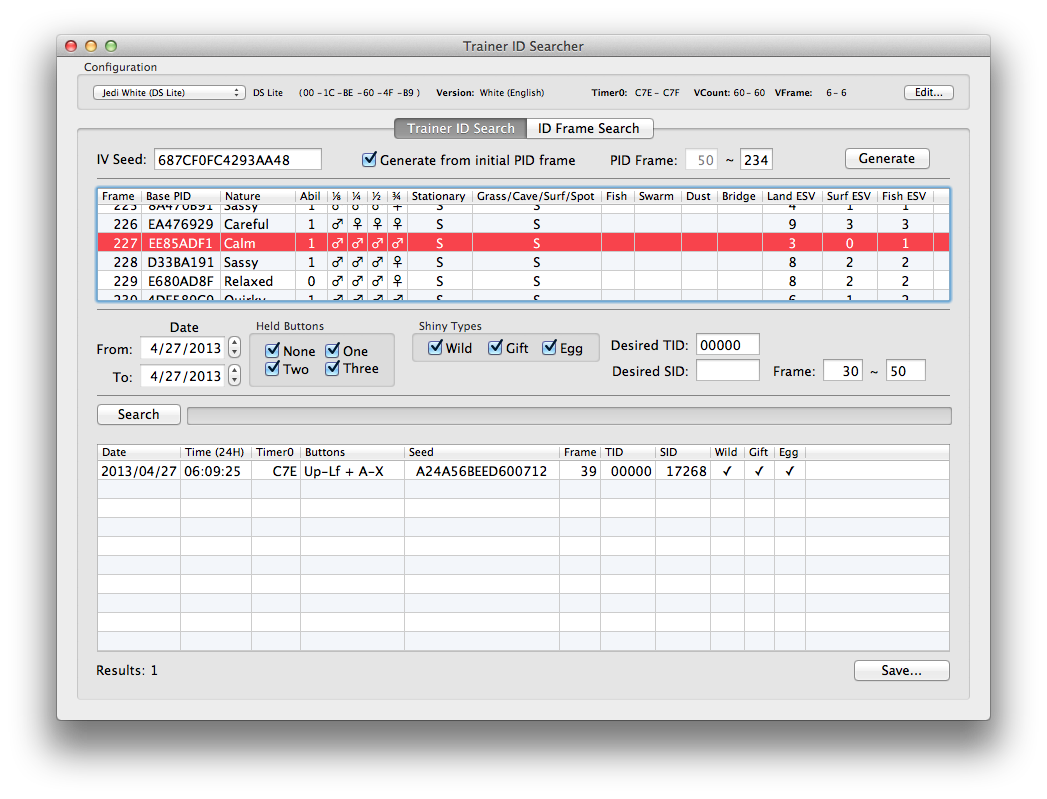 Trainer ID Searcher
Configuration
Jedi White (DS Lite) DS Lite (00 -1C -BE -60 -4F -B9 ) Version: White (English) Timer0: C7E - C7F VCount: 60 - 60 VFrame: 6 - 6 Edit...
Trainer ID Search ID Frame Search
IV Seed: 687CF0FC4293AA48 Generate from initial PID frame PID Frame: 50 ~ 234 Generate
Frame Base PID Nature Abil ⅛ ¼ ½ ¾ Stationary Grass/Cave/Surf/Spot Fish Swarm Dust Bridge Land ESV Surf ESV Fish ESV
225 8A470B91 Sassy 1 ♂ ♂ ♂ ♀ S S 4 1 1
226 EA476929 Careful 1 ♂ ♀ ♀ ♀ S S 9 3 3
227 EE85ADF1 Calm 1 ♂ ♂ ♂ ♂ S S 3 0 1
228 D33BA191 Sassy 1 ♂ ♂ ♂ ♀ S S 8 2 2
229 E680AD8F Relaxed 0 ♂ ♂ ♂ ♀ S S 8 2 2
230 Quirky 1 ♂ ♂ ♂ ♂ S S 6 1 2
Date Held Buttons Shiny Types
From: 4/27/2013 None One Wild Gift Egg Desired TID: 00000
To: 4/27/2013 Two Three Desired SID: Frame: 30 ~ 50
Search
Date Time (24H) Timer0 Buttons Seed Frame TID SID Wild Gift Egg
2013/04/27 06:09:25 C7E Up-Lf + A-X A24A56BEED600712 39 00000 17268 ✓ ✓ ✓
Results: 1 Save...